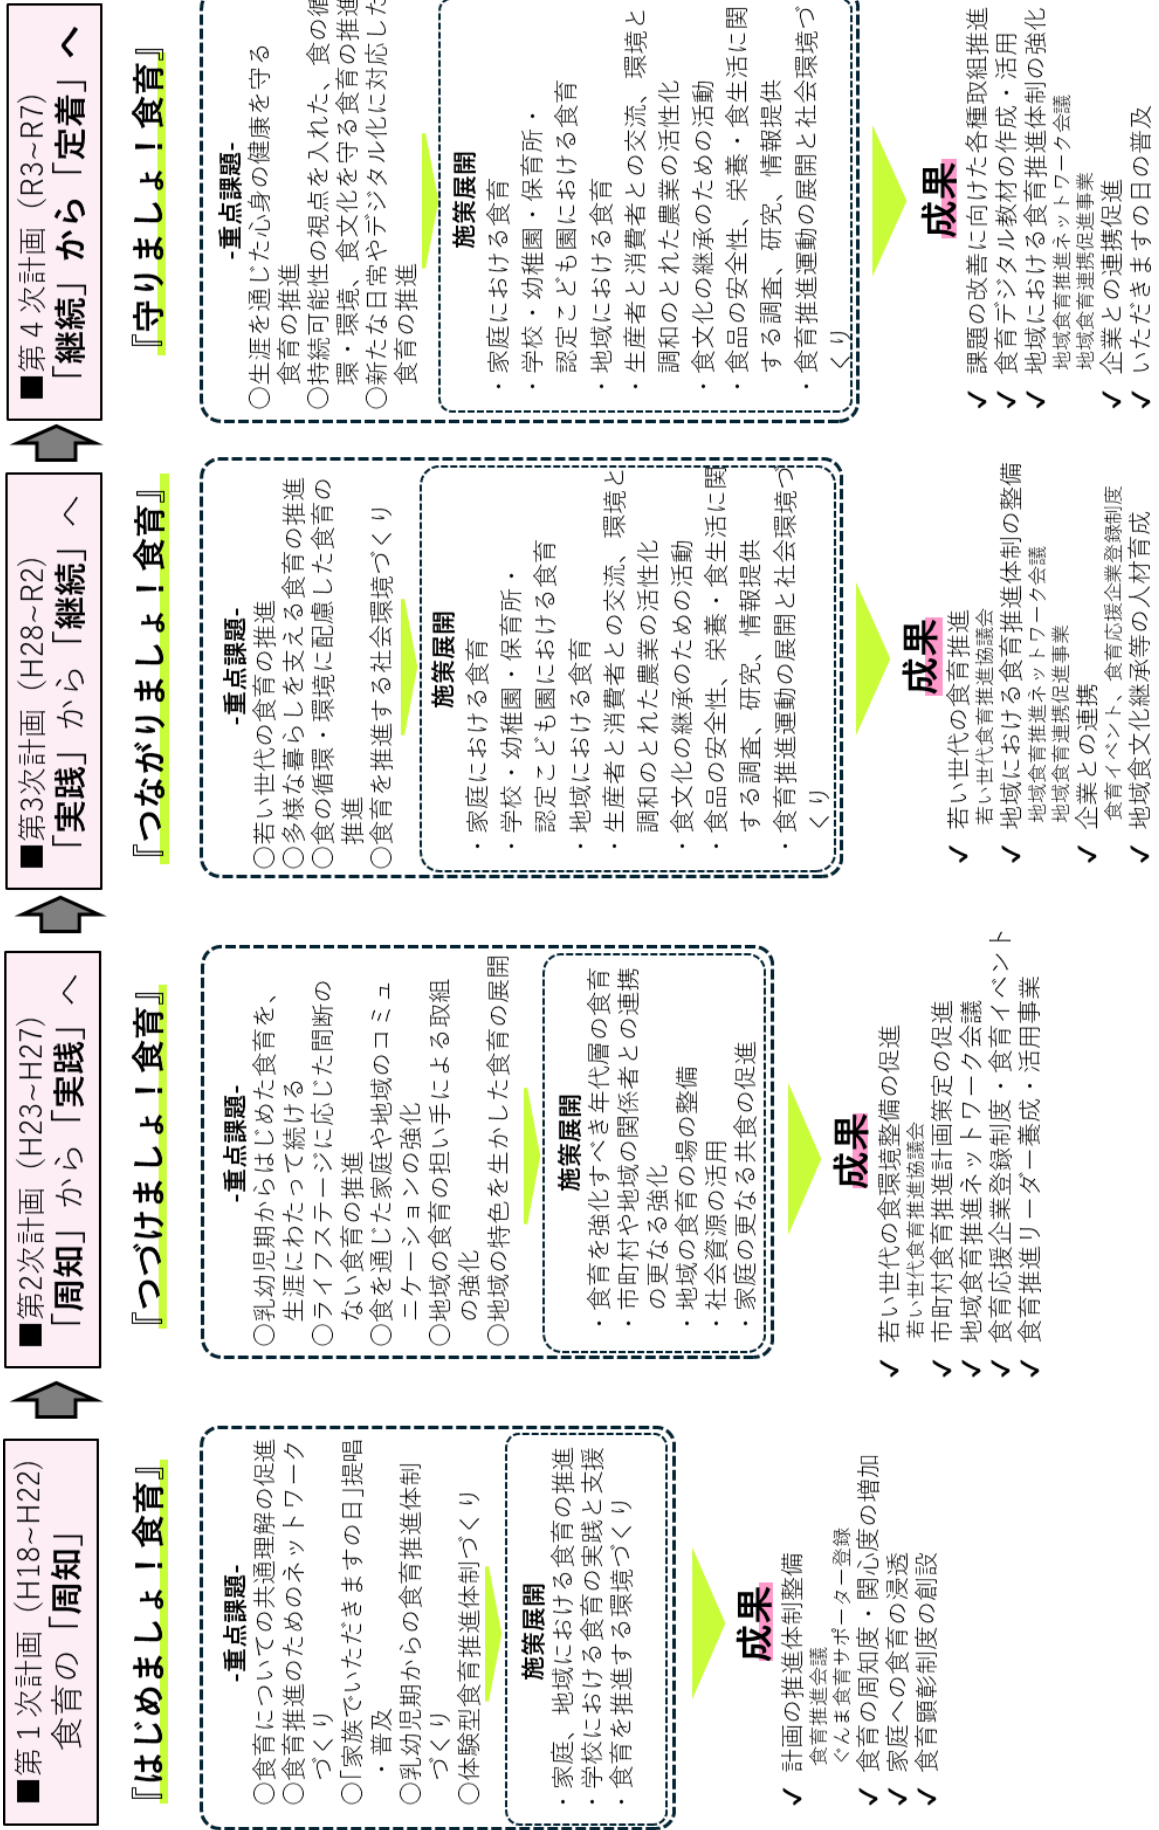 ■第１次計画（H18~H22）
食育の「周知」
『はじめましょ！食育』
-重点課題-
○食育についての共通理解の促進
○食育推進のためのネットワーク
づくり
○「家族でいただきますの日」提唱
・普及
○乳幼児期からの食育推進体制
づくり
○体験型食育推進体制づくり
施策展開
・家庭、地域における食育の推進
・学校における食育の実践と支援
・食育を推進する環境づくり
成果
✓ 計画の推進体制整備
食育推進会議
ぐんま食育サポーター登録
✓ 食育の周知度・関心度の増加
✓ 家庭への食育の浸透
✓ 食育顕彰制度の創設
■第2次計画（H23~H27）
「周知」から「実践」へ
『つづけましょ！食育』
-重点課題-
○乳幼児期からはじめた食育を、
生涯にわたって続ける
○ライフステージに応じた間断の
ない食育の推進
○食を通じた家庭や地域のコミュ
ニケーションの強化
○地域の食育の担い手による取組
の強化
○地域の特色を生かした食育の展開
施策展開
・食育を強化すべき年代層の食育
・市町村や地域の関係者との連携
の更なる強化
・地域の食育の場の整備
・社会資源の活用
・家庭の更なる共食の促進
成果
✓ 若い世代の食環境整備の促進
若い世代食育推進協議会
✓ 市町村食育推進計画策定の促進
✓ 地域食育推進ネットワーク会議
✓ 食育応援企業登録制度・食育イベント
✓ 食育推進リーダー養成・活用事業
■第3次計画（H28~R2）
「実践」から「継続」へ
『つながりましょ！食育』
-重点課題-
○若い世代の食育の推進
○多様な暮らしを支える食育の推進
○食の循環・環境に配慮した食育の
推進
○食育を推進する社会環境づくり
施策展開
・家庭における食育
・学校・幼稚園・保育所・
認定こども園における食育
・地域における食育
・生産者と消費者との交流、環境と
調和のとれた農業の活性化
・食文化の継承のための活動
・食品の安全性、栄養・食生活に関
する調査、研究、情報提供
・食育推進運動の展開と社会環境づ
くり
成果
✓ 若い世代の食育推進
若い世代食育推進協議会
✓ 地域における食育推進体制の整備
地域食育推進ネットワーク会議
地域食育連携促進事業
✓ 企業との連携
食育イベント、食育応援企業登録制度
✓ 地域食文化継承等の人材育成
■第４次計画（R3~R7）
「継続」から「定着」へ
『守りましょ！食育』
-重点課題-
○生涯を通じた心身の健康を守る
食育の推進
○持続可能性の視点を入れた、食の循
環・環境、食文化を守る食育の推進
○新たな日常やデジタル化に対応した
食育の推進
施策展開
・家庭における食育
・学校・幼稚園・保育所・
認定こども園における食育
・地域における食育
・生産者と消費者との交流、環境と
調和のとれた農業の活性化
・食文化の継承のための活動
・食品の安全性、栄養・食生活に関
する調査、研究、情報提供
・食育推進運動の展開と社会環境づ
くり
成果
✓ 課題の改善に向けた各種取組推進
✓ 食育デジタル教材の作成・活用
✓ 地域における食育推進体制の強化
地域食育推進ネットワーク会議
地域食育連携促進事業
✓ 企業との連携促進
✓ いただきますの日の普及